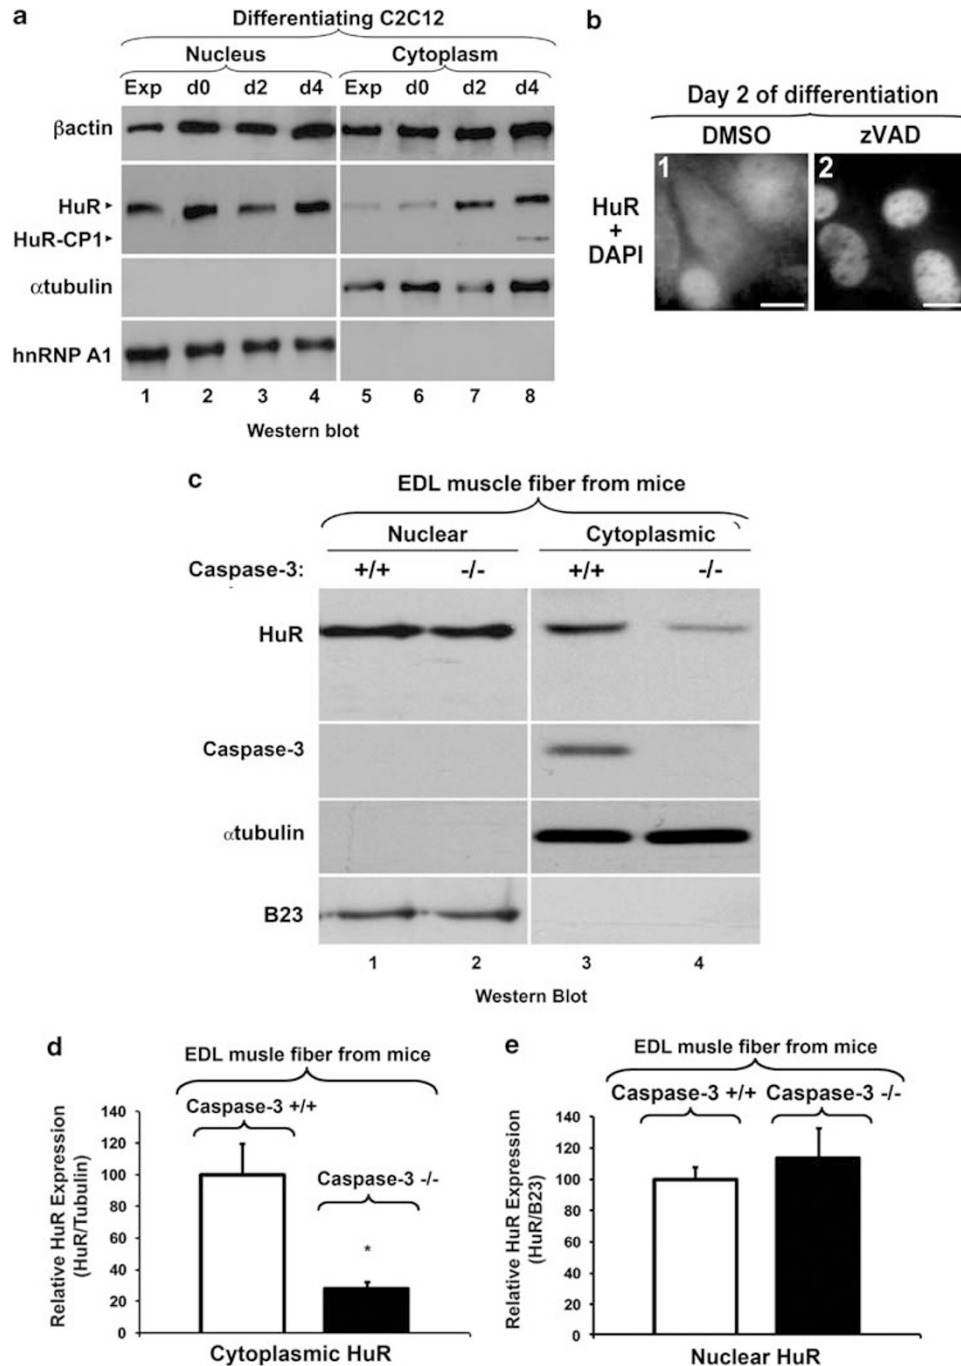 a
Differentiating C2C12
Nucleus Cytoplasm
Exp d0 d2 d4 Exp d0 d2 d4
βactin
HuR
HuR-CP1
αtubulin
hnRNP A1
1 2 3 4 5 6 7 8
Western blot
b
Day 2 of differentiation
DMSO zVAD
1 2
HuR
+
DAPI
c
EDL muscle fiber from mice
Nuclear Cytoplasmic
Caspase-3: +/+ -/- +/+ -/-
HuR
Caspase-3
αtubulin
B23
1 2 3 4
Western Blot
d
EDL musle fiber from mice
Caspase-3 +/+
Caspase-3 -/-
*
Relative HuR Expression
(HuR/Tubulin)
140
120
100
80
60
40
20
0
Cytoplasmic HuR
e
EDL musle fiber from mice
Caspase-3 +/+ Caspase-3 -/-
Relative HuR Expression
(HuR/B23)
140
120
100
80
60
40
20
0
Nuclear HuR